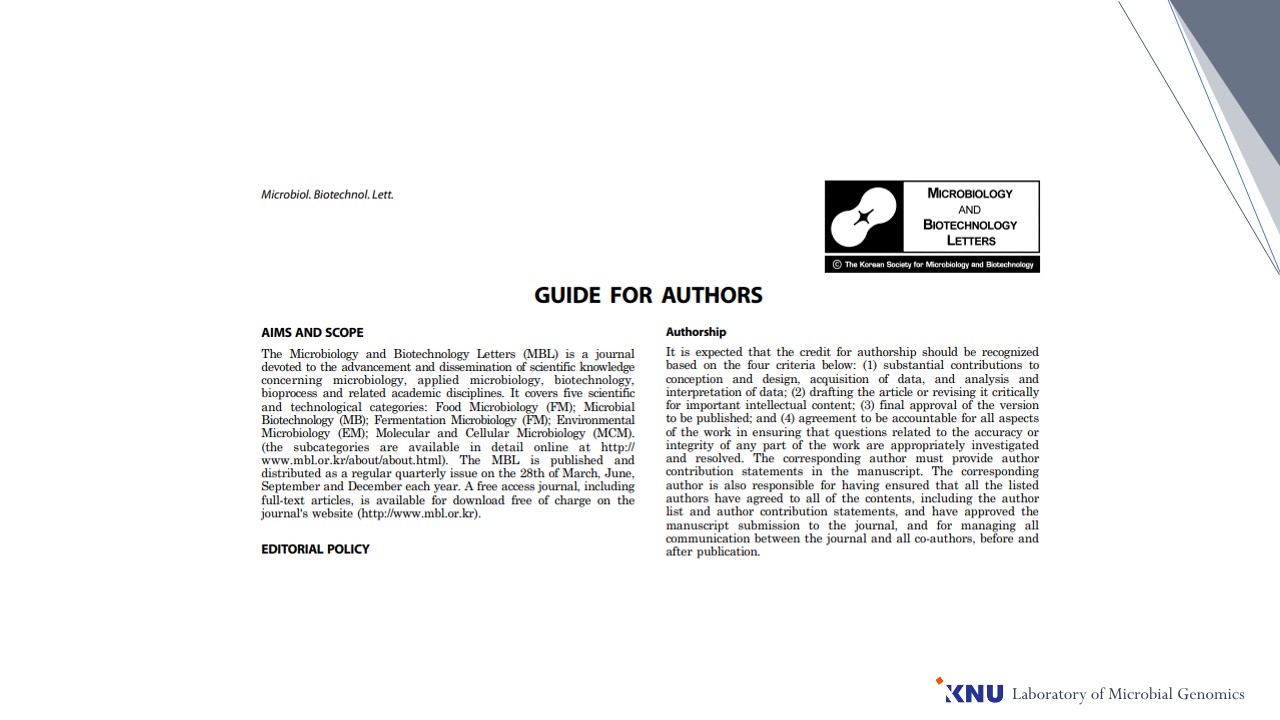 Microbiol. Biotechnol. Lett.
MICROBIOLOGY
AND
BIOTECHNOLOGY
LETTERS
© The Korean Society for Microbiology and Biotechnology
GUIDE FOR AUTHORS
AIMS AND SCOPE
The Microbiology and Biotechnology Letters (MBL) is a journal
devoted to the advancement and dissemination of scientific knowledge
concerning microbiology, applied microbiology, biotechnology,
bioprocess and related academic disciplines. It covers five scientific
and technological categories: Food Microbiology (FM); Microbial
Biotechnology (MB); Fermentation Microbiology (FM); Environmental
Microbiology (EM); Molecular and Cellular Microbiology (MCM).
(the subcategories are available in detail online at http://
www.mbl.or.kr/about/about.html). The MBL is published and
distributed as a regular quarterly issue on the 28th of March, June,
September and December each year. A free access journal, including
full-text articles, is available for download free of charge on the
journal's website (http://www.mbl.or.kr).
EDITORIAL POLICY
Authorship
It is expected that the credit for authorship should be recognized
based on the four criteria below: (1) substantial contributions to
conception and design, acquisition of data, and analysis and
interpretation of data; (2) drafting the article or revising it critically
for important intellectual content; (3) final approval of the version
to be published; and (4) agreement to be accountable for all aspects
of the work in ensuring that questions related to the accuracy or
integrity of any part of the work are appropriately investigated
and resolved. The corresponding author must provide author
contribution statements in the manuscript. The corresponding
author is also responsible for having ensured that all the listed
authors have agreed to all of the contents, including the author
list and author contribution statements, and have approved the
manuscript submission to the journal, and for managing all
communication between the journal and all co-authors, before and
after publication.
KNU Laboratory of Microbial Genomics